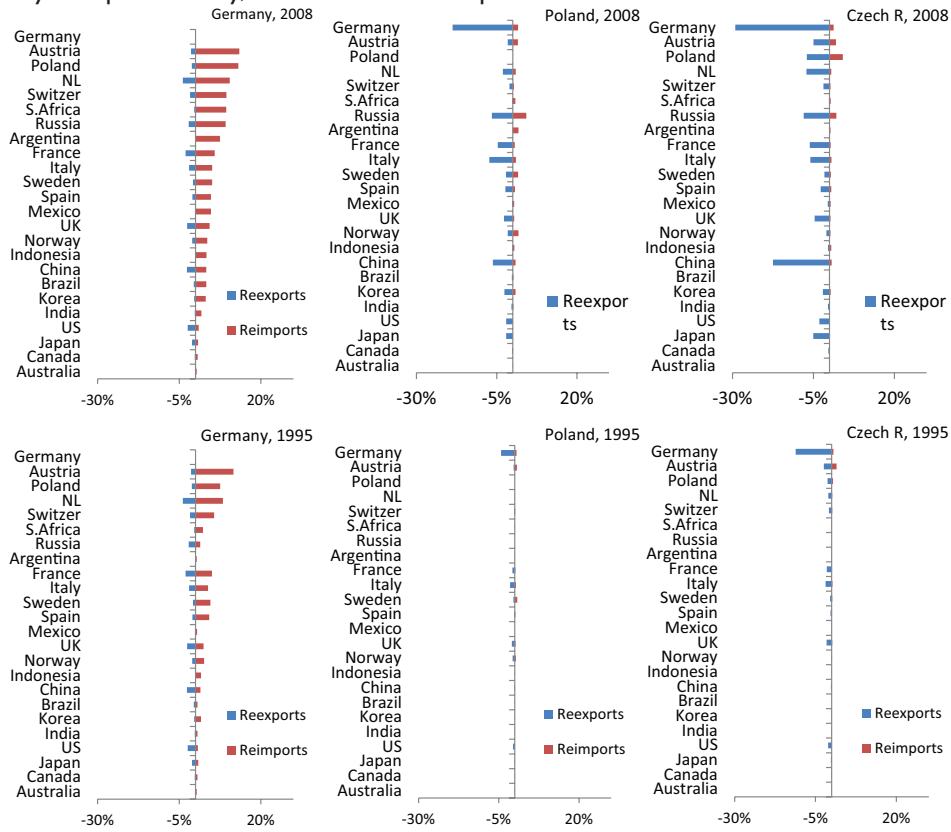 Germany, 2008
Germany
Austria
Poland
NL
Switzer
S.Africa
Russia
Argentina
France
Italy
Sweden
Spain
Mexico
UK
Norway
Indonesia
China
Brazil
Korea
India
US
Japan
Canada
Australia
Reexports
Reimports
-30% -5% 20%
Poland, 2008
Germany
Austria
Poland
NL
Switzer
S.Africa
Russia
Argentina
France
Italy
Sweden
Spain
Mexico
UK
Norway
Indonesia
China
Brazil
Korea
India
US
Japan
Canada
Australia
Reexpor
ts
-30% -5% 20%
Czech R, 2008
Germany
Austria
Poland
NL
Switzer
S.Africa
Russia
Argentina
France
Italy
Sweden
Spain
Mexico
UK
Norway
Indonesia
China
Brazil
Korea
India
US
Japan
Canada
Australia
Reexpor
ts
-30% -5% 20%
Germany, 1995
Germany
Austria
Poland
NL
Switzer
S.Africa
Russia
Argentina
France
Italy
Sweden
Spain
Mexico
UK
Norway
Indonesia
China
Brazil
Korea
India
US
Japan
Canada
Australia
Reexports
Reimports
-30% -5% 20%
Poland, 1995
Germany
Austria
Poland
NL
Switzer
S.Africa
Russia
Argentina
France
Italy
Sweden
Spain
Mexico
UK
Norway
Indonesia
China
Brazil
Korea
India
US
Japan
Canada
Australia
Reexports
Reimports
-30% -5% 20%
Czech R, 1995
Germany
Austria
Poland
NL
Switzer
S.Africa
Russia
Argentina
France
Italy
Sweden
Spain
Mexico
UK
Norway
Indonesia
China
Brazil
Korea
India
US
Japan
Canada
Australia
Reexports
Reimports
-30% -5% 20%